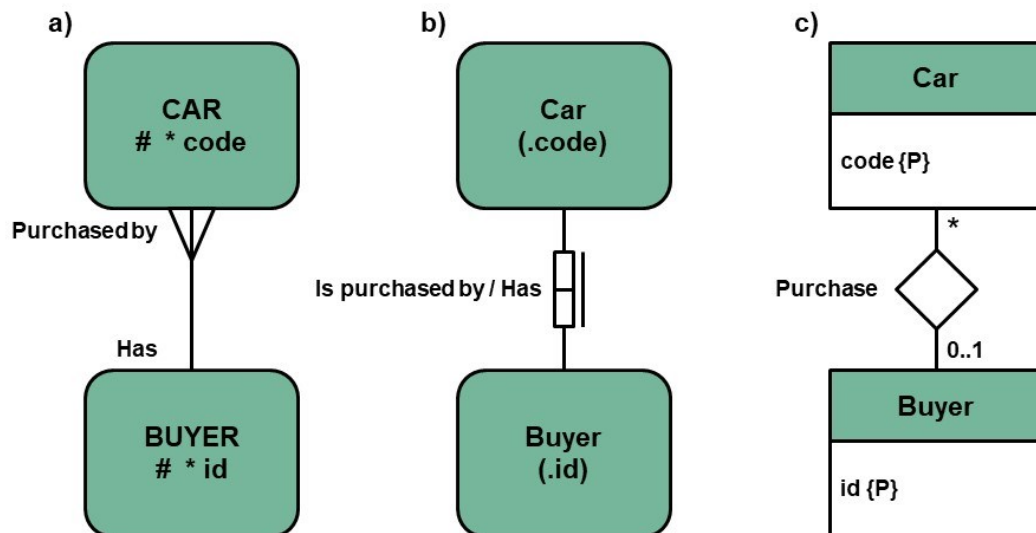 a)
CAR
# * code
Purchased by
Has
BUYER
# * id
b)
Car
(.code)
Is purchased by / Has
Buyer
(.id)
c)
Car
code {P}
*
Purchase
0..1
Buyer
id {P}